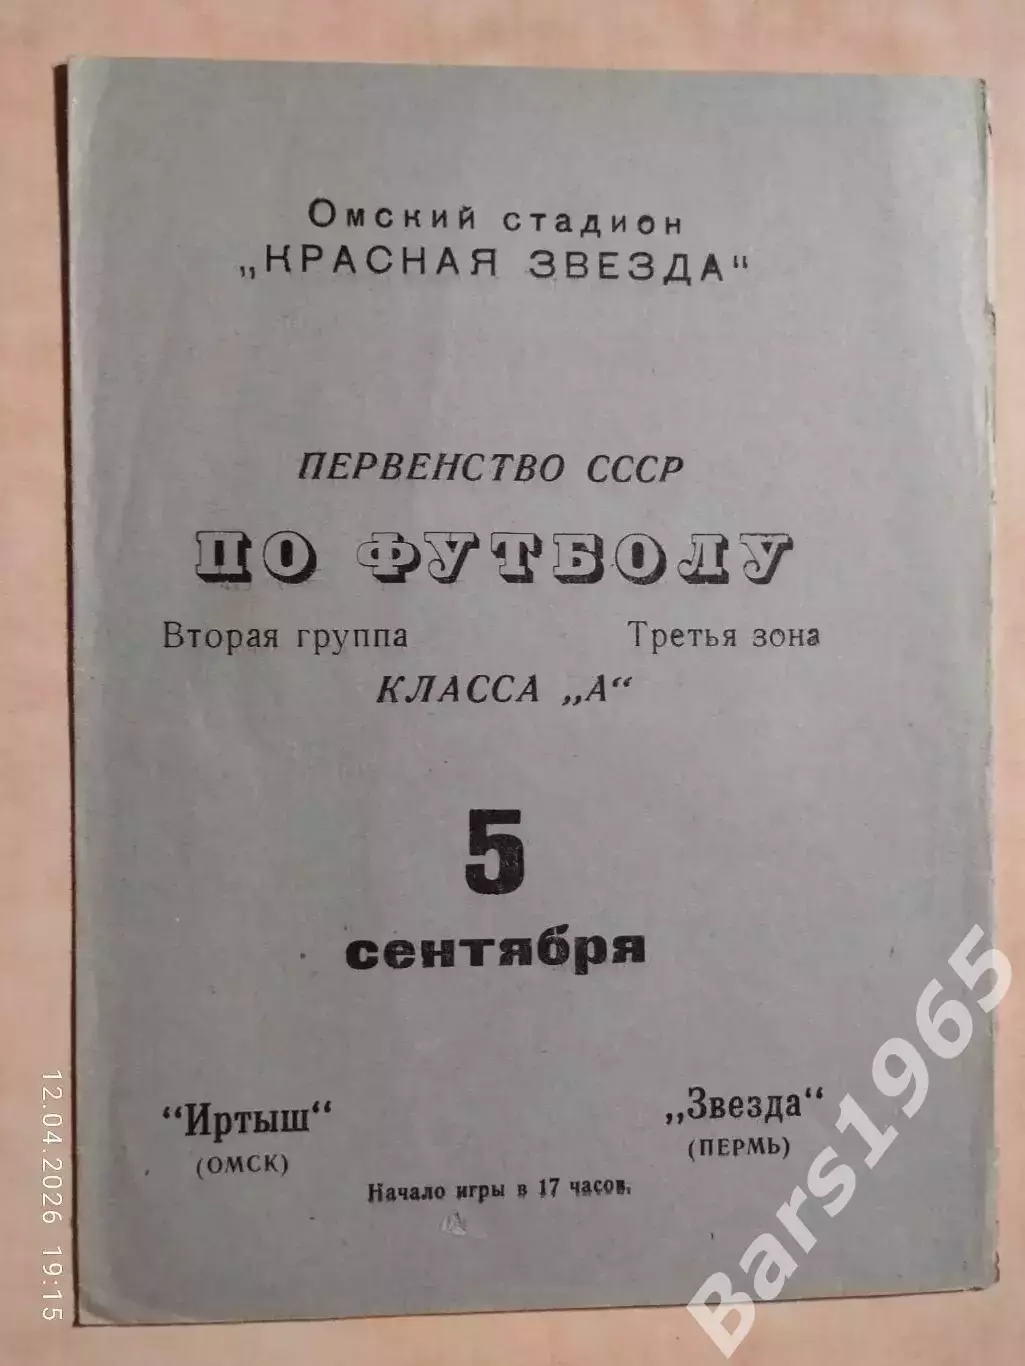 Омский стадион
„КРАСНАЯ ЗВЕЗДА“
ПЕРВЕНСТВО СССР
ПО ФУТБОЛУ
Вторая группа Третья зона
КЛАССА „А“
5
сентября
“Иртыш“ „Звезда“
(ОМСК) (ПЕРМЬ)
Начало игры в 17 часов.
12.04.2026 19:15
Bars1965